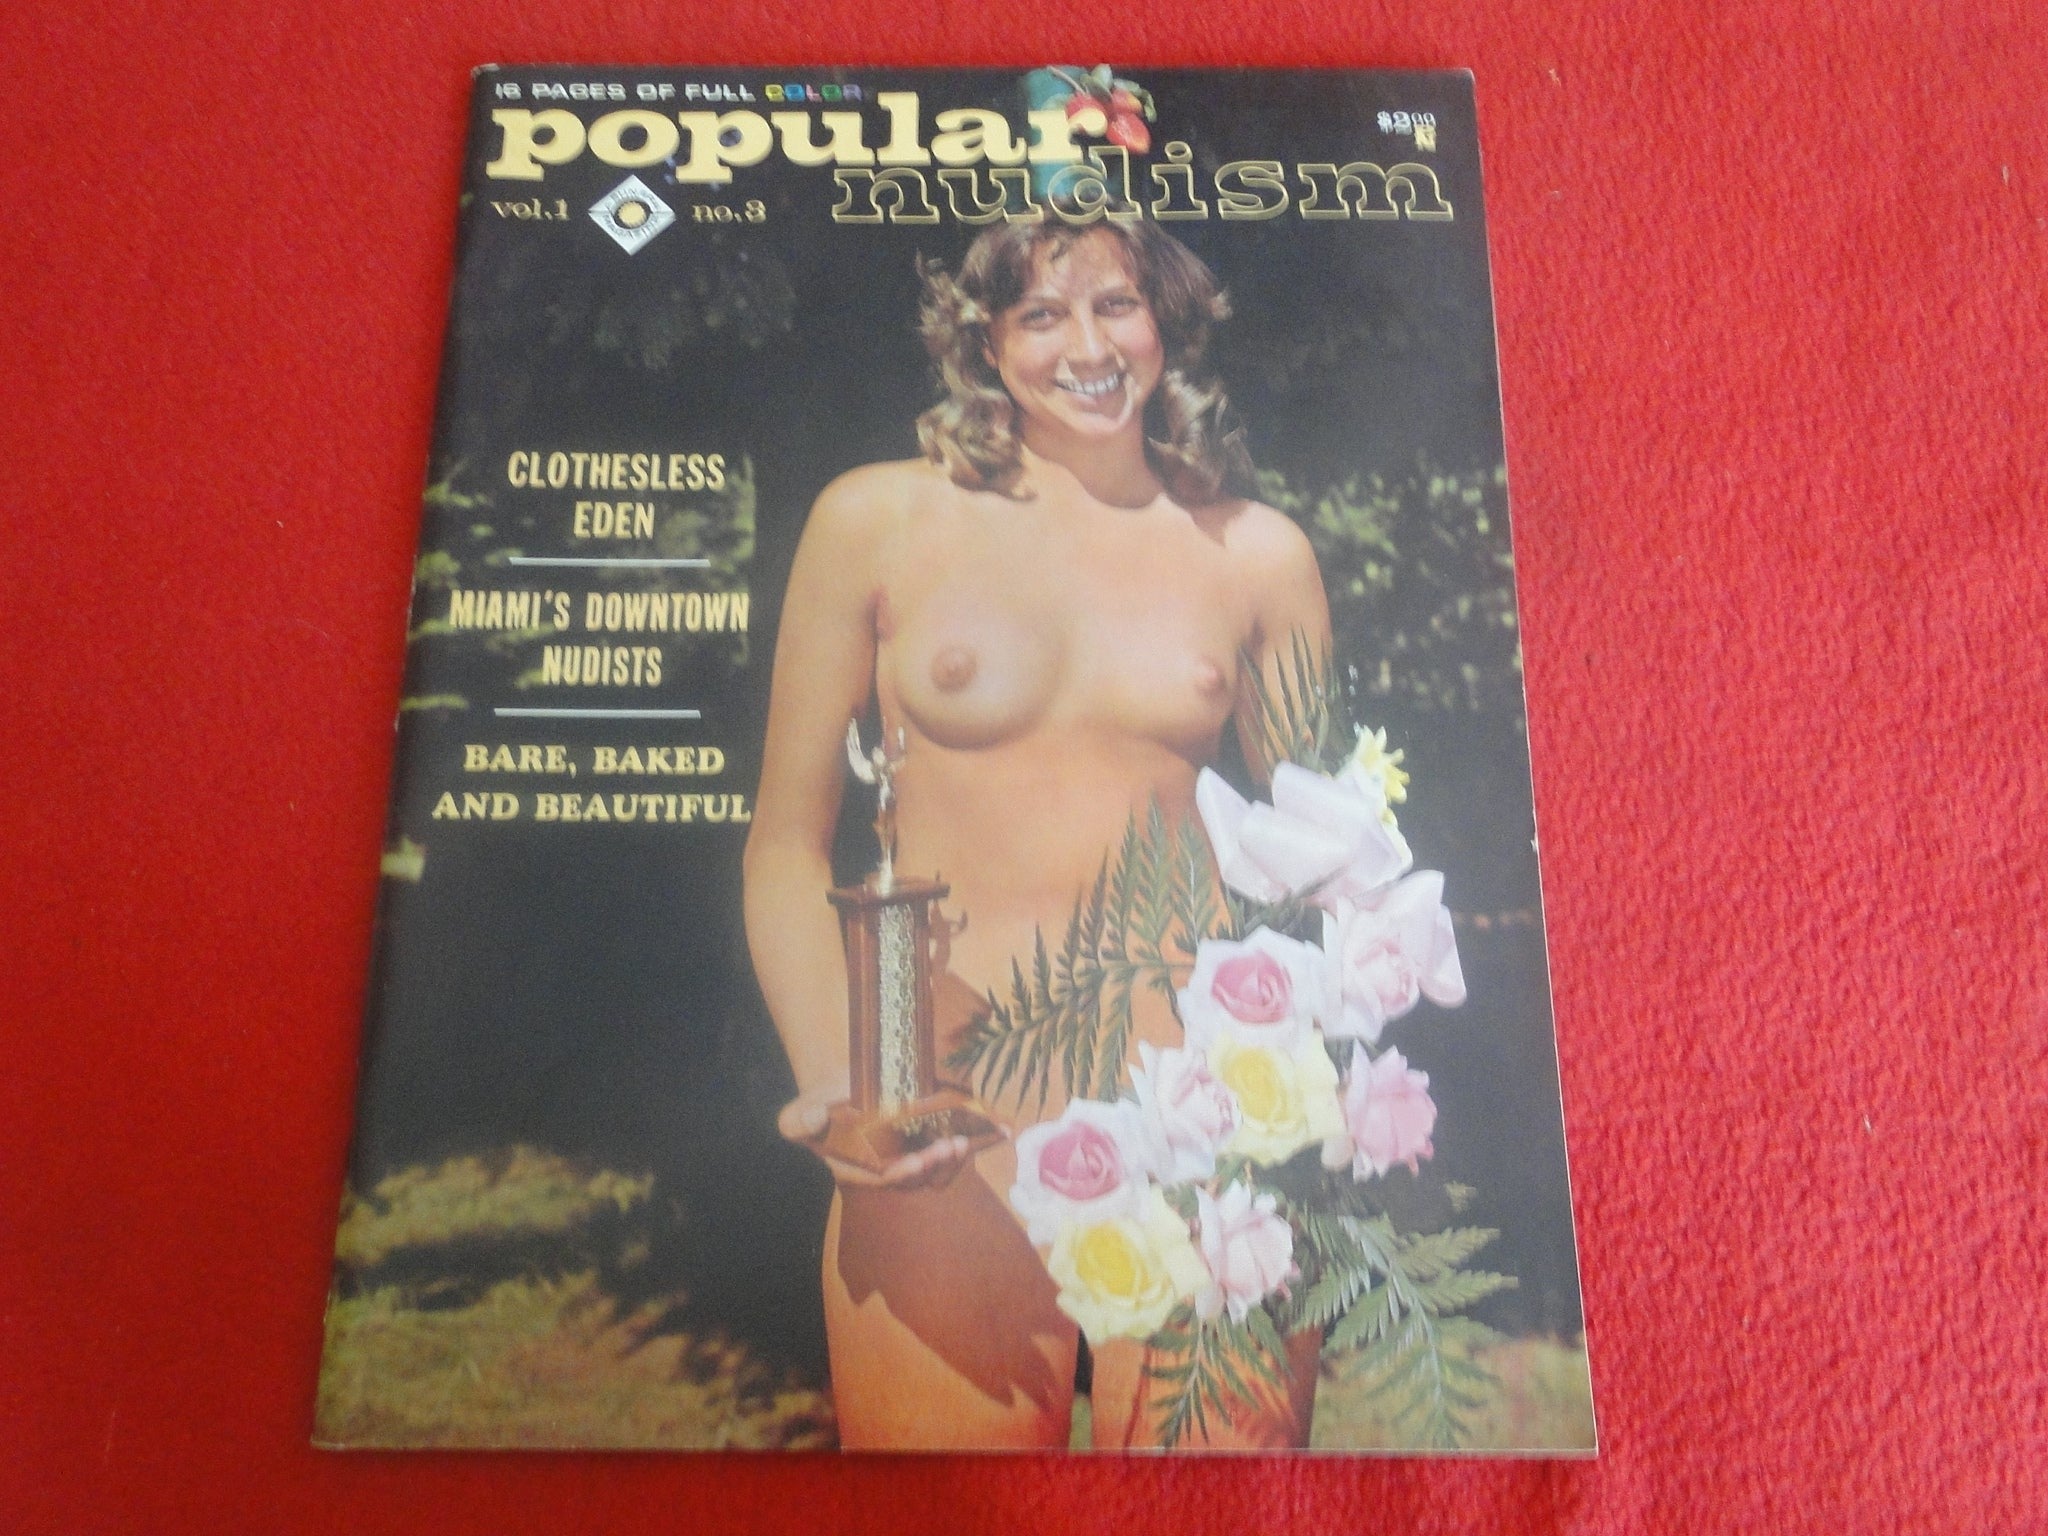 16 PAGES OF FULL COLOR
popular
$2.00
nudism
vol. 1 no. 3
CLOTHESLESS
EDEN
MIAMI'S DOWNTOWN
NUDISTS
BARE, BAKED
AND BEAUTIFUL